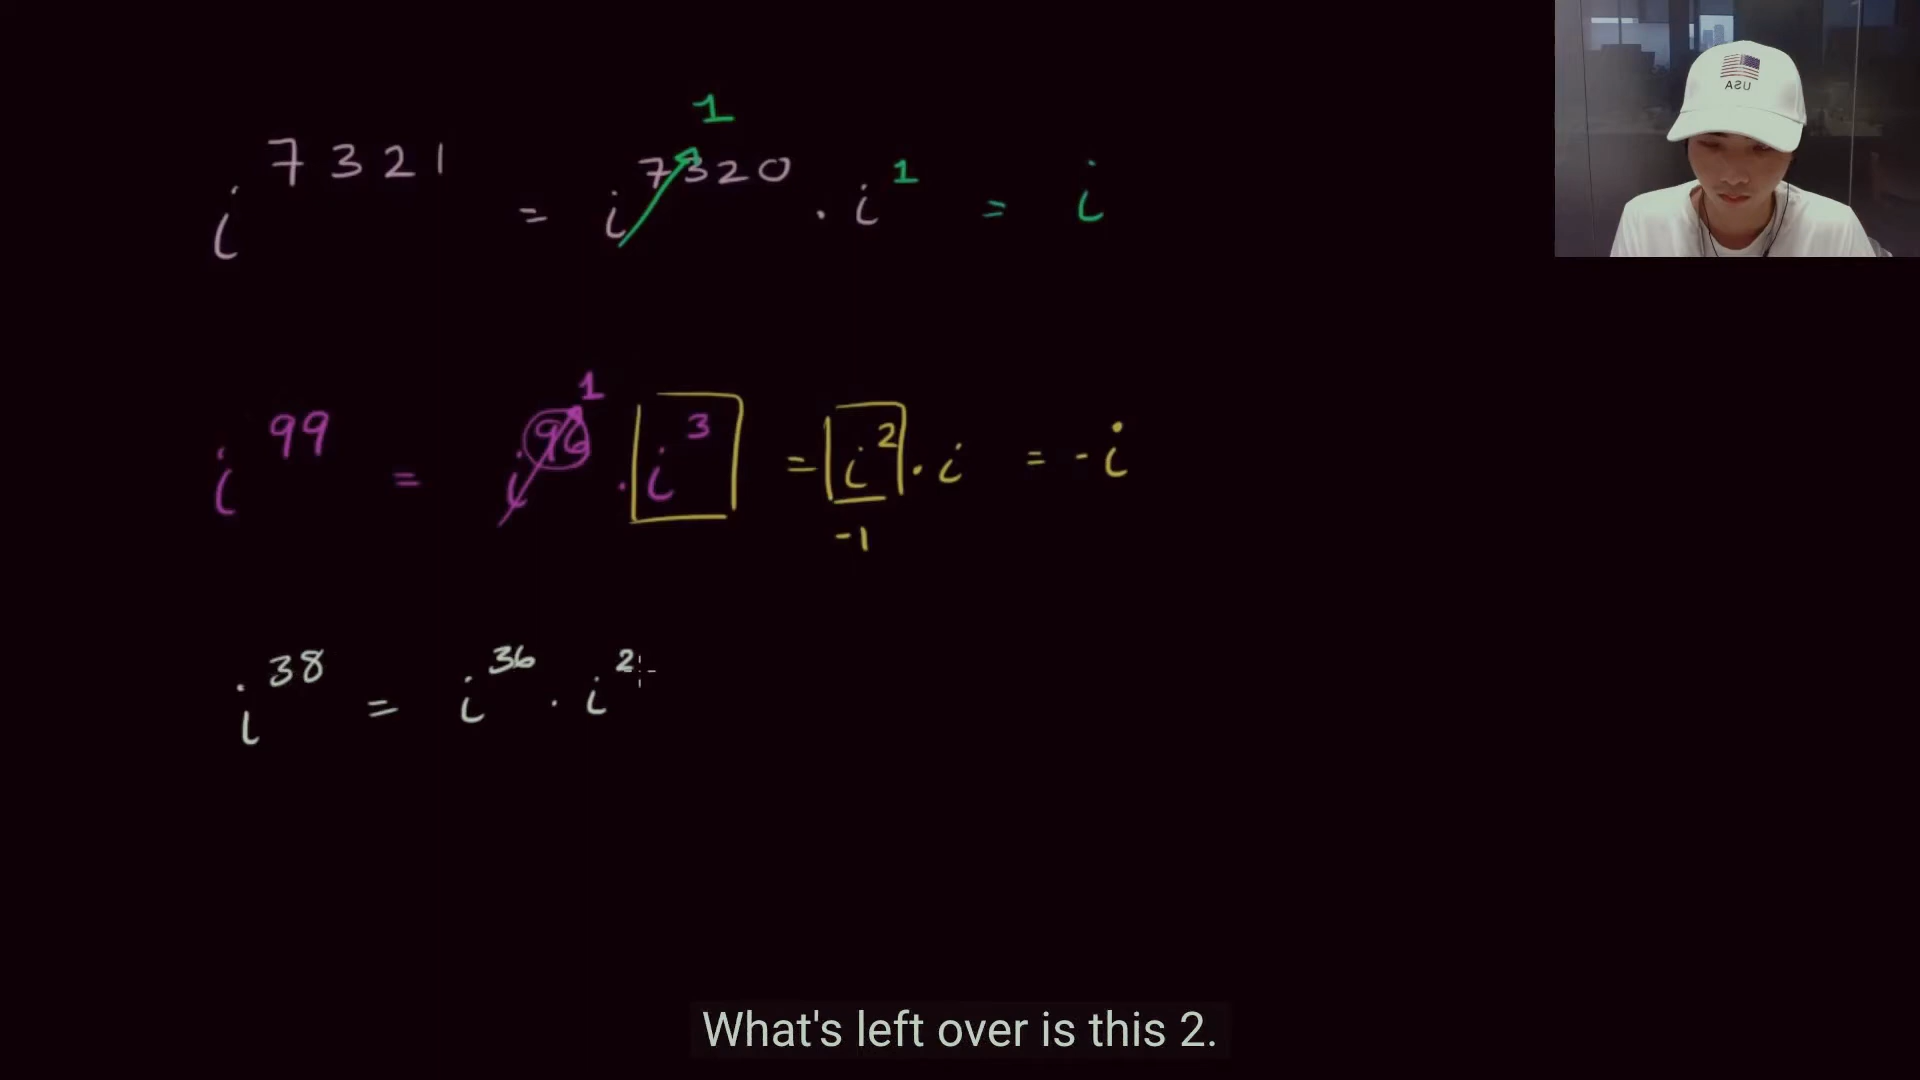 USA
1
i^7321 = i^7320 · i^1 = i
1
i^99 = i^96 · i^3 = i^2 · i = -i
-1
i^38 = i^36 · i^2
What's left over is this 2.